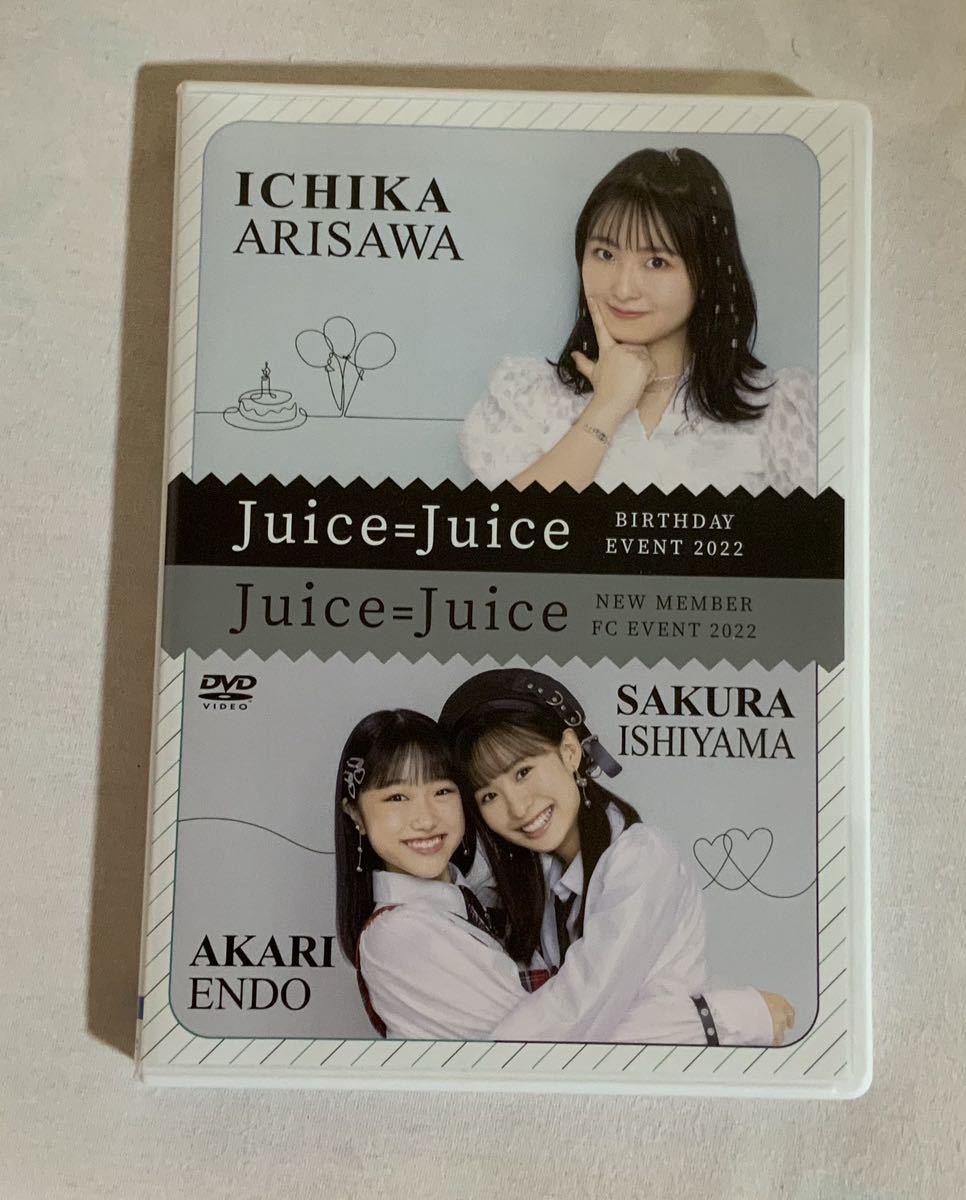 ICHIKA
ARISAWA
Juice=Juice
BIRTHDAY
EVENT 2022
Juice=Juice
NEW MEMBER
FC EVENT 2022
DVD
VIDEO
SAKURA
ISHIYAMA
AKARI
ENDO